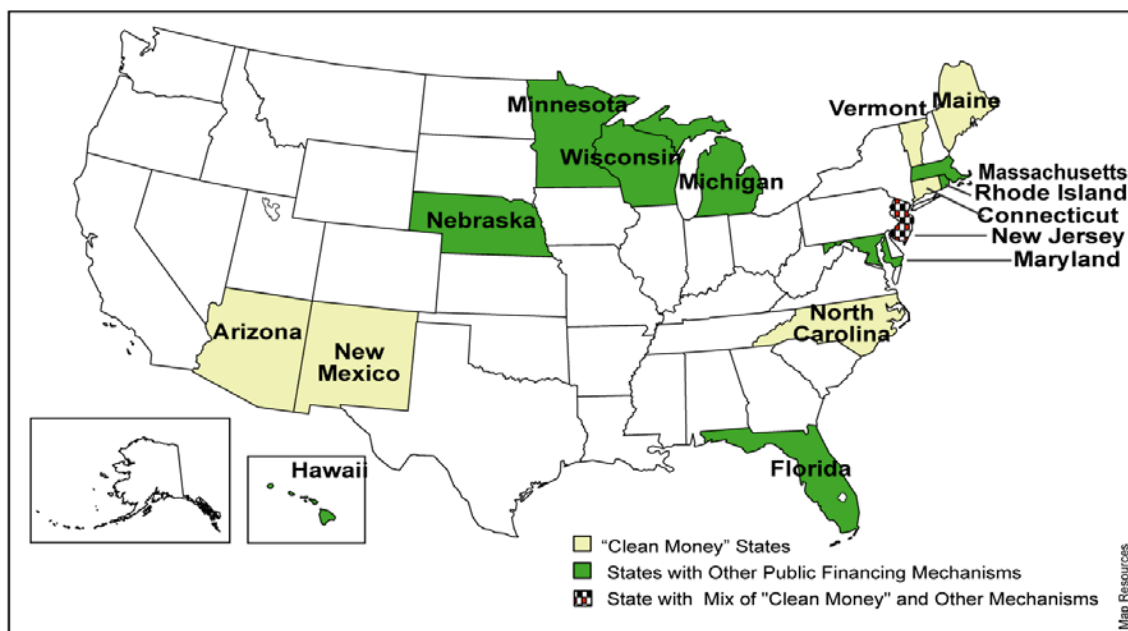 Minnesota
Vermont
Maine
Wisconsin
Michigan
Massachusetts
Rhode Island
Connecticut
New Jersey
Maryland
Nebraska
North
Carolina
Arizona
New
Mexico
Hawaii
Florida
"Clean Money" States
States with Other Public Financing Mechanisms
State with Mix of "Clean Money" and Other Mechanisms
Map Resources